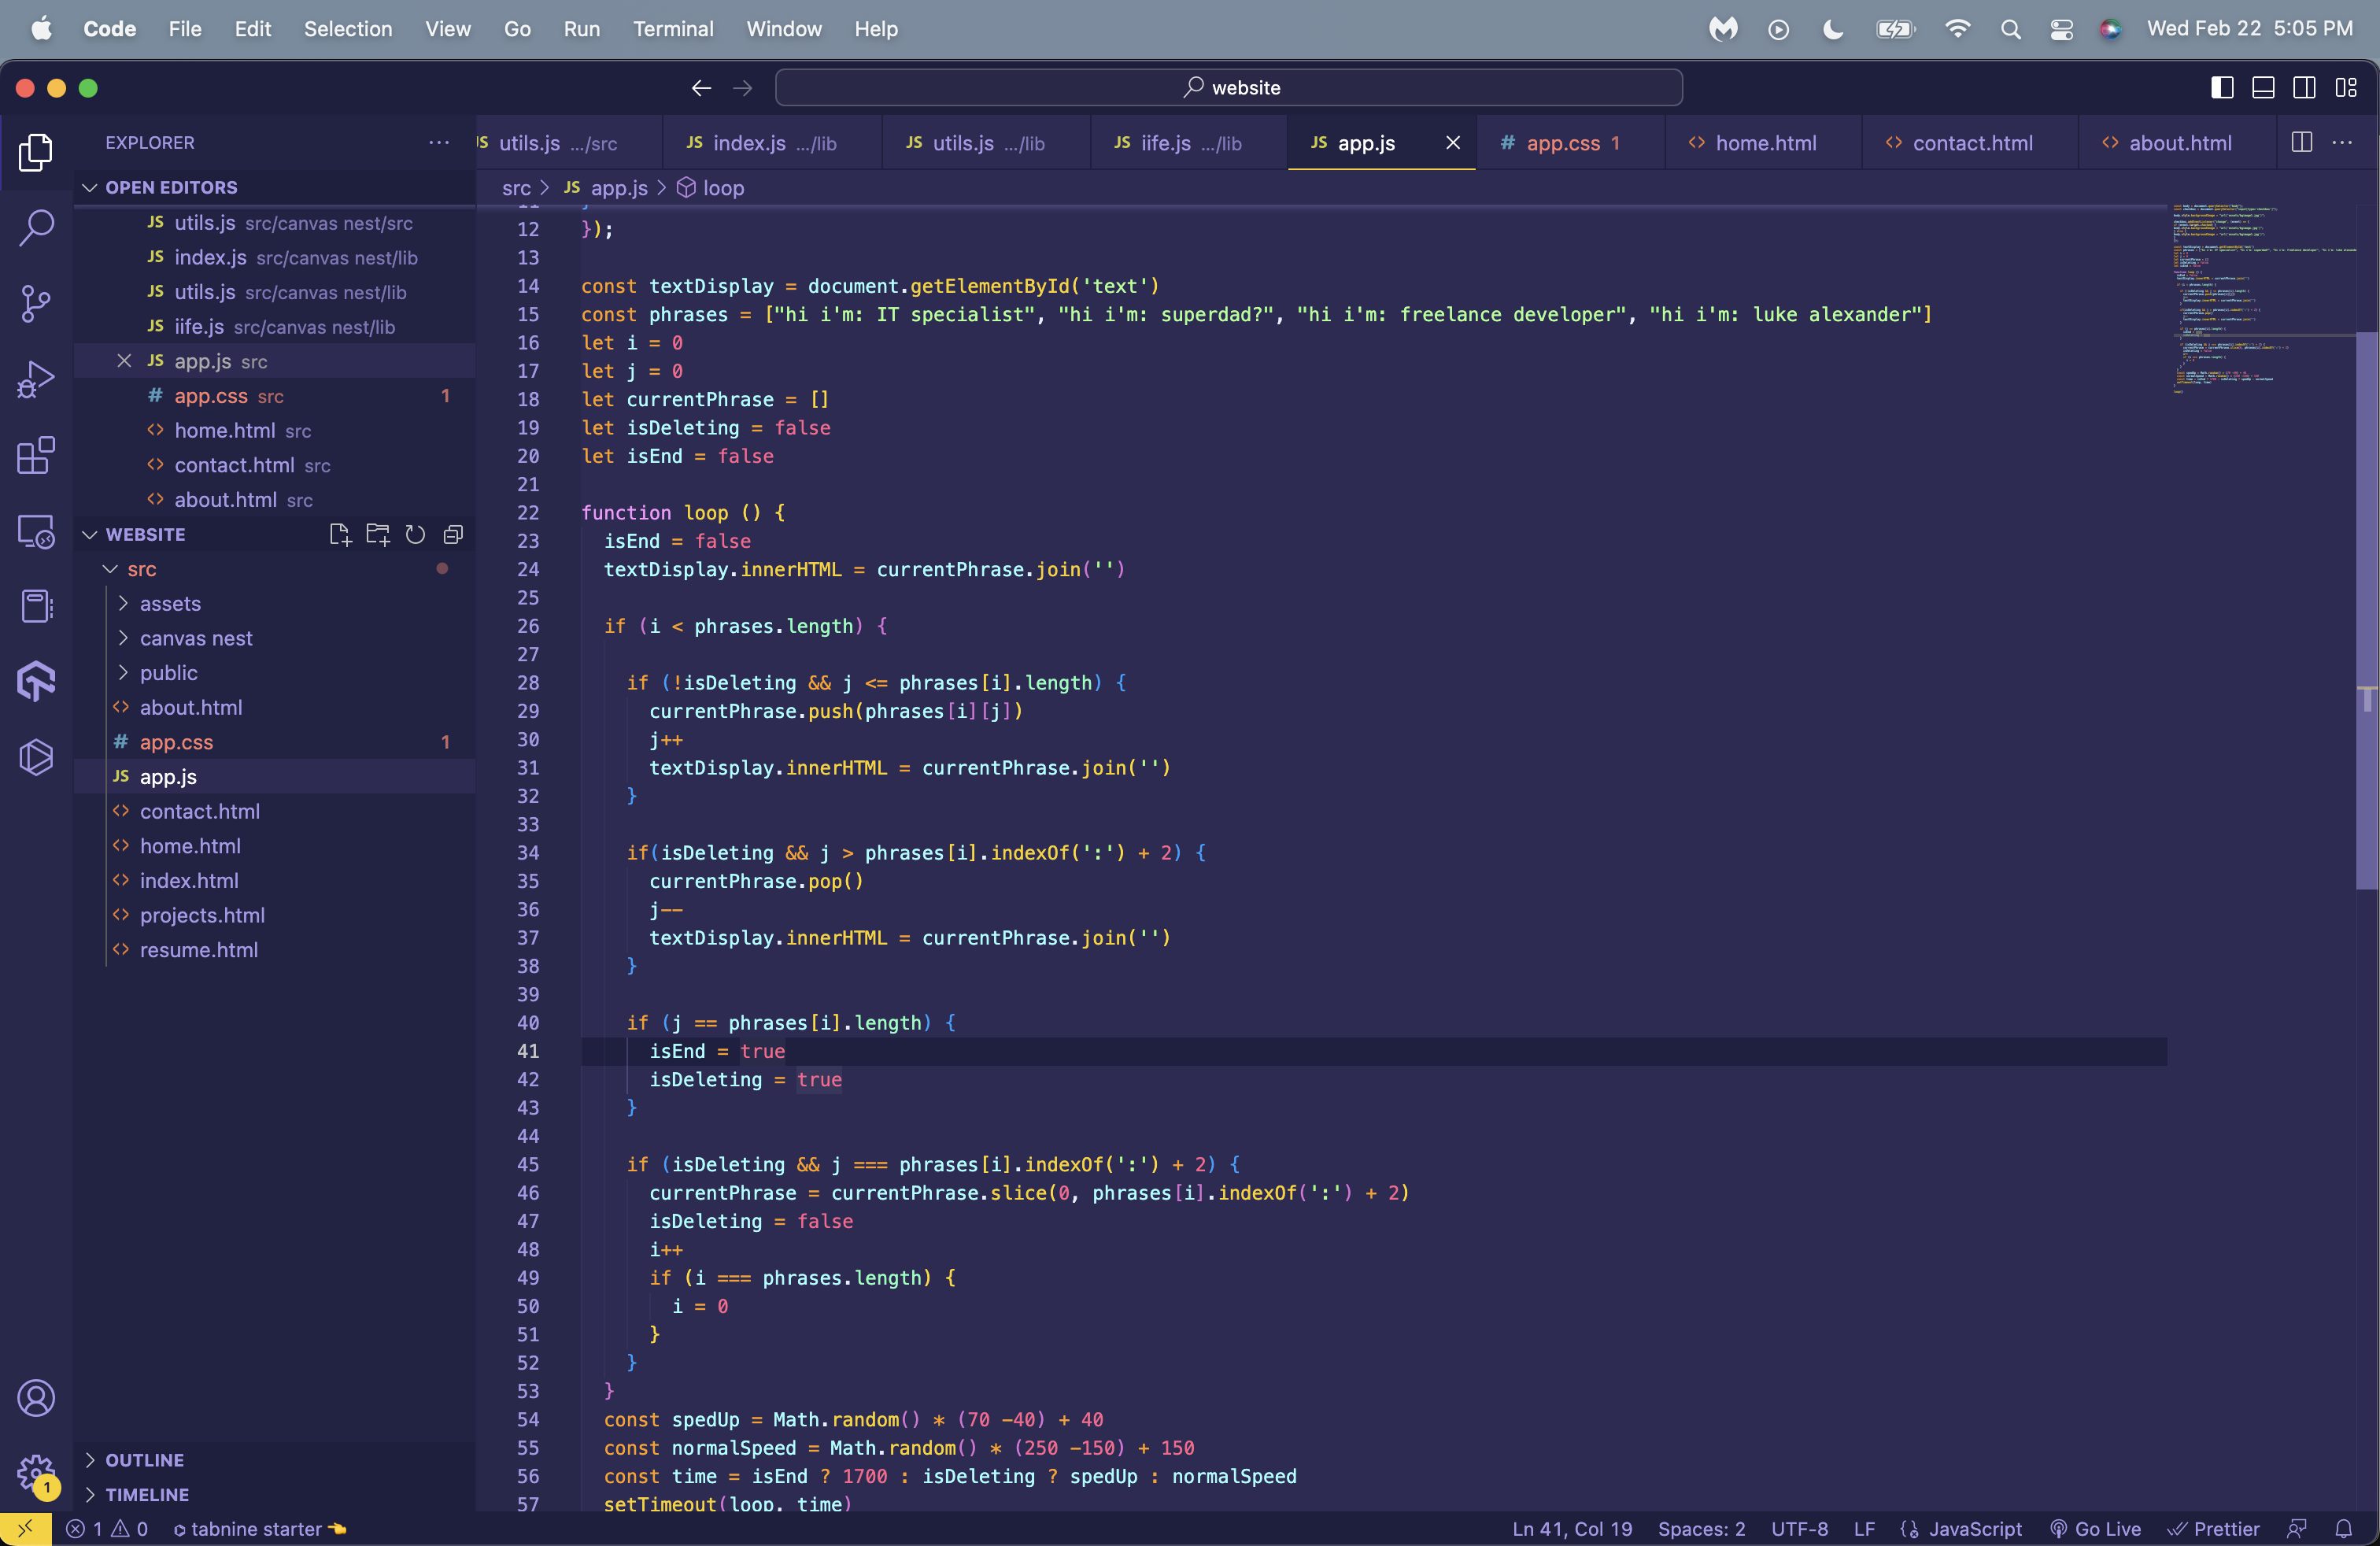 Code File Edit Selection View Go Run Terminal Window Help Wed Feb 22 5:05 PM
website
EXPLORER
OPEN EDITORS
JS utils.js src/canvas nest/src
JS index.js src/canvas nest/lib
JS utils.js src/canvas nest/lib
JS iife.js src/canvas nest/lib
JS app.js src
# app.css src 1
<> home.html src
<> contact.html src
<> about.html src
WEBSITE
src
assets
canvas nest
public
<> about.html
# app.css 1
JS app.js
<> contact.html
<> home.html
<> index.html
<> projects.html
<> resume.html
OUTLINE
TIMELINE
1
JS utils.js .../src JS index.js .../lib JS utils.js .../lib JS iife.js .../lib JS app.js # app.css 1 <> home.html <> contact.html <> about.html
src > JS app.js > loop
11 }
12 });
13
14 const textDisplay = document.getElementById('text')
15 const phrases = ["hi i'm: IT specialist", "hi i'm: superdad?", "hi i'm: freelance developer", "hi i'm: luke alexander"]
16 let i = 0
17 let j = 0
18 let currentPhrase = []
19 let isDeleting = false
20 let isEnd = false
21
22 function loop () {
23 isEnd = false
24 textDisplay.innerHTML = currentPhrase.join('')
25
26 if (i < phrases.length) {
27
28 if (!isDeleting && j <= phrases[i].length) {
29 currentPhrase.push(phrases[i][j])
30 j++
31 textDisplay.innerHTML = currentPhrase.join('')
32 }
33
34 if(isDeleting && j > phrases[i].indexOf(':') + 2) {
35 currentPhrase.pop()
36 j--
37 textDisplay.innerHTML = currentPhrase.join('')
38 }
39
40 if (j == phrases[i].length) {
41 isEnd = true
42 isDeleting = true
43 }
44
45 if (isDeleting && j === phrases[i].indexOf(':') + 2) {
46 currentPhrase = currentPhrase.slice(0, phrases[i].indexOf(':') + 2)
47 isDeleting = false
48 i++
49 if (i === phrases.length) {
50 i = 0
51 }
52 }
53 }
54 const spedUp = Math.random() * (70 -40) + 40
55 const normalSpeed = Math.random() * (250 -150) + 150
56 const time = isEnd ? 1700 : isDeleting ? spedUp : normalSpeed
57 setTimeout(loop, time)
1 0 tabnine starter Ln 41, Col 19 Spaces: 2 UTF-8 LF JavaScript Go Live Prettier